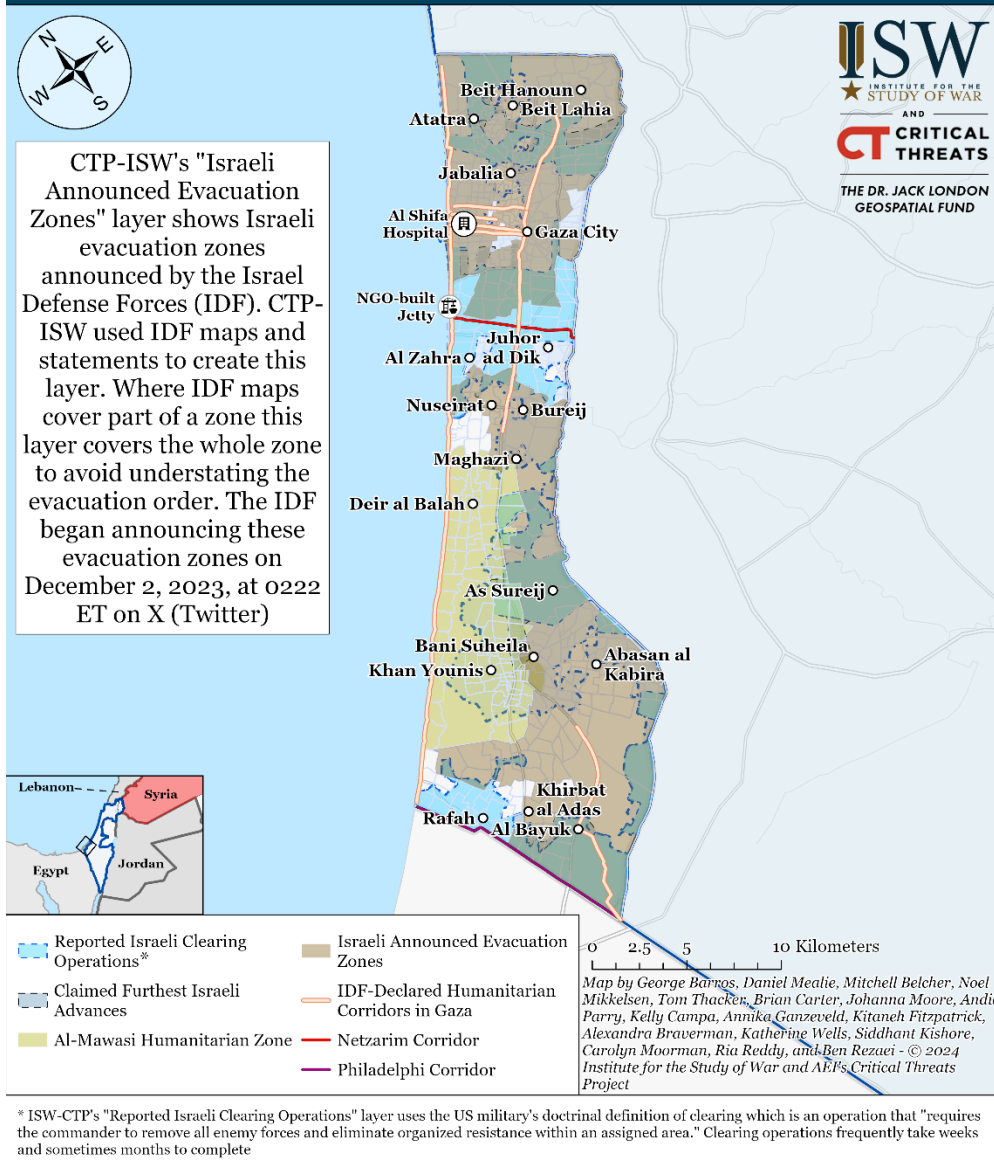 N
E
W
S
ISW
INSTITUTE FOR THE
STUDY OF WAR
AND
CT CRITICAL
THREATS
THE DR. JACK LONDON
GEOSPATIAL FUND
CTP-ISW's "Israeli
Announced Evacuation
Zones" layer shows Israeli
evacuation zones
announced by the Israel
Defense Forces (IDF). CTP-
ISW used IDF maps and
statements to create this
layer. Where IDF maps
cover part of a zone this
layer covers the whole zone
to avoid understating the
evacuation order. The IDF
began announcing these
evacuation zones on
December 2, 2023, at 0222
ET on X (Twitter)
Beit Hanoun
Beit Lahia
Atatra
Jabalia
Al Shifa
Hospital
Gaza City
NGO-built
Jetty
Juhor
ad Dik
Al Zahra
Nuseirat
Bureij
Maghazi
Deir al Balah
As Sureij
Bani Suheila
Abasan al
Kabira
Khan Younis
Khirbat
al Adas
Rafah
Al Bayuk
Lebanon
Syria
Egypt
Jordan
Reported Israeli Clearing
Operations*
Claimed Furthest Israeli
Advances
Al-Mawasi Humanitarian Zone
Israeli Announced Evacuation
Zones
IDF-Declared Humanitarian
Corridors in Gaza
Netzarim Corridor
Philadelphi Corridor
0 2.5 5 10 Kilometers
Map by George Barros, Daniel Mealie, Mitchell Belcher, Noel
Mikkelsen, Tom Thacker, Brian Carter, Johanna Moore, Andie
Parry, Kelly Campa, Annika Ganzeveld, Kitaneh Fitzpatrick,
Alexandra Braverman, Katherine Wells, Siddhant Kishore,
Carolyn Moorman, Ria Reddy, and Ben Rezaei - © 2024
Institute for the Study of War and AEI's Critical Threats
Project
* ISW-CTP's "Reported Israeli Clearing Operations" layer uses the US military's doctrinal definition of clearing which is an operation that "requires
the commander to remove all enemy forces and eliminate organized resistance within an assigned area." Clearing operations frequently take weeks
and sometimes months to complete